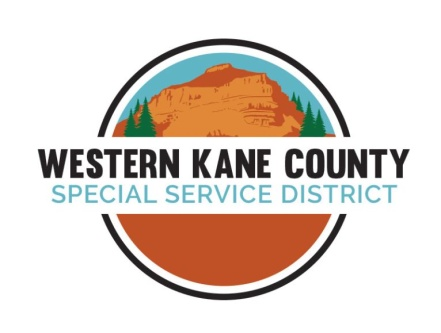 WESTERN KANE COUNTY
SPECIAL SERVICE DISTRICT